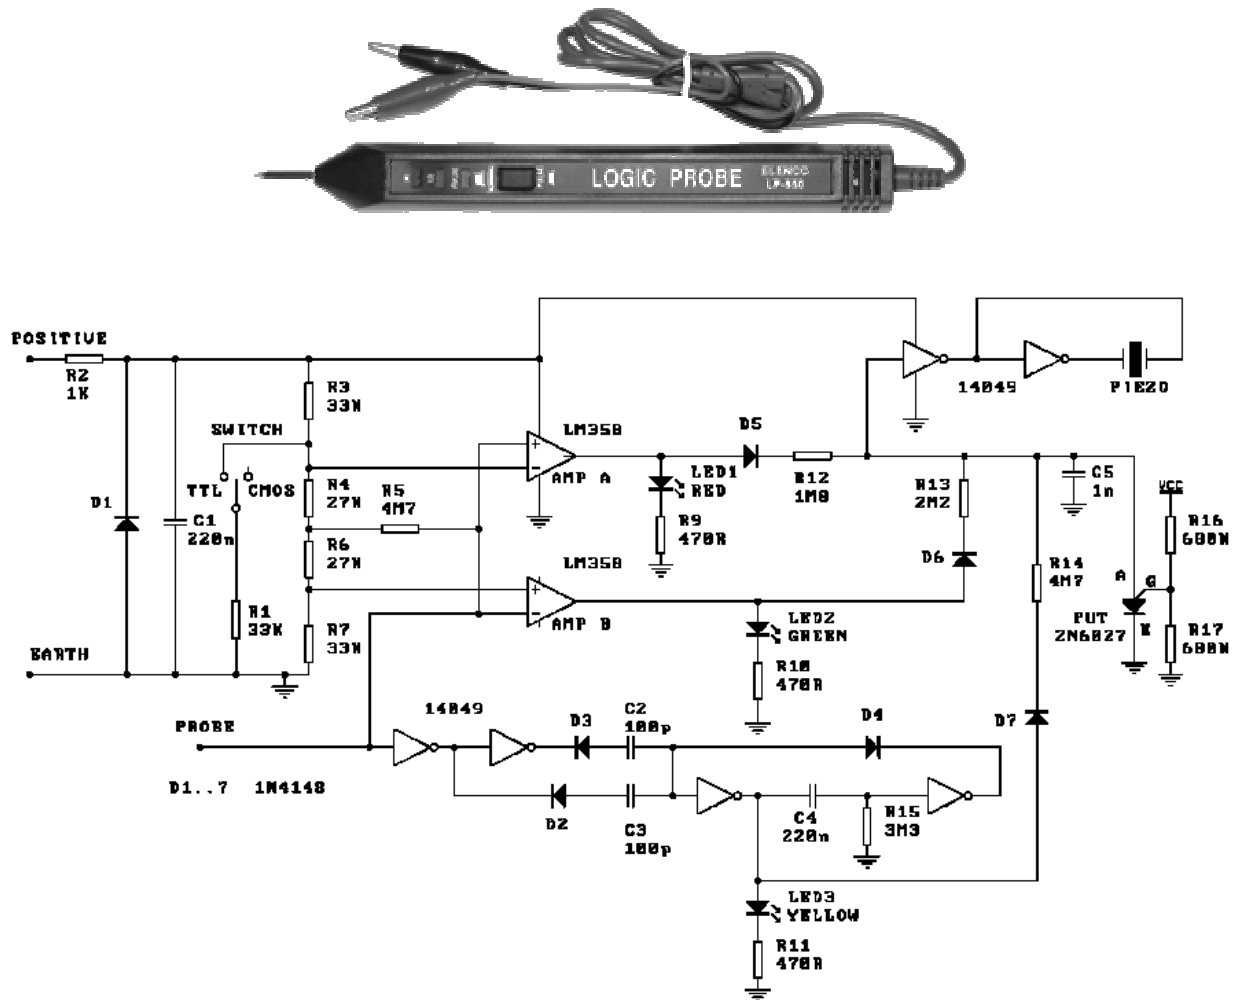 LOGIC PROBE
ELENCO
POSITIVE
R2
1K
R3
33K
14049
PIEZO
SWITCH
LM358
D5
TTL
CMOS
R4
27K
R5
4M7
AMP A
LED1
RED
R12
1M8
R13
2M2
C5
1n
VCC
D1
C1
220n
R6
27K
R9
470R
R16
680K
LM358
D6
R14
4M7
A
G
R1
33K
R7
33K
AMP B
LED2
GREEN
PUT
2N6027
K
R17
680K
EARTH
R10
470R
PROBE
14049
D3
C2
100p
D4
D7
D1..7 1N4148
D2
C3
100p
C4
220n
R15
3M3
LED3
YELLOW
R11
470R